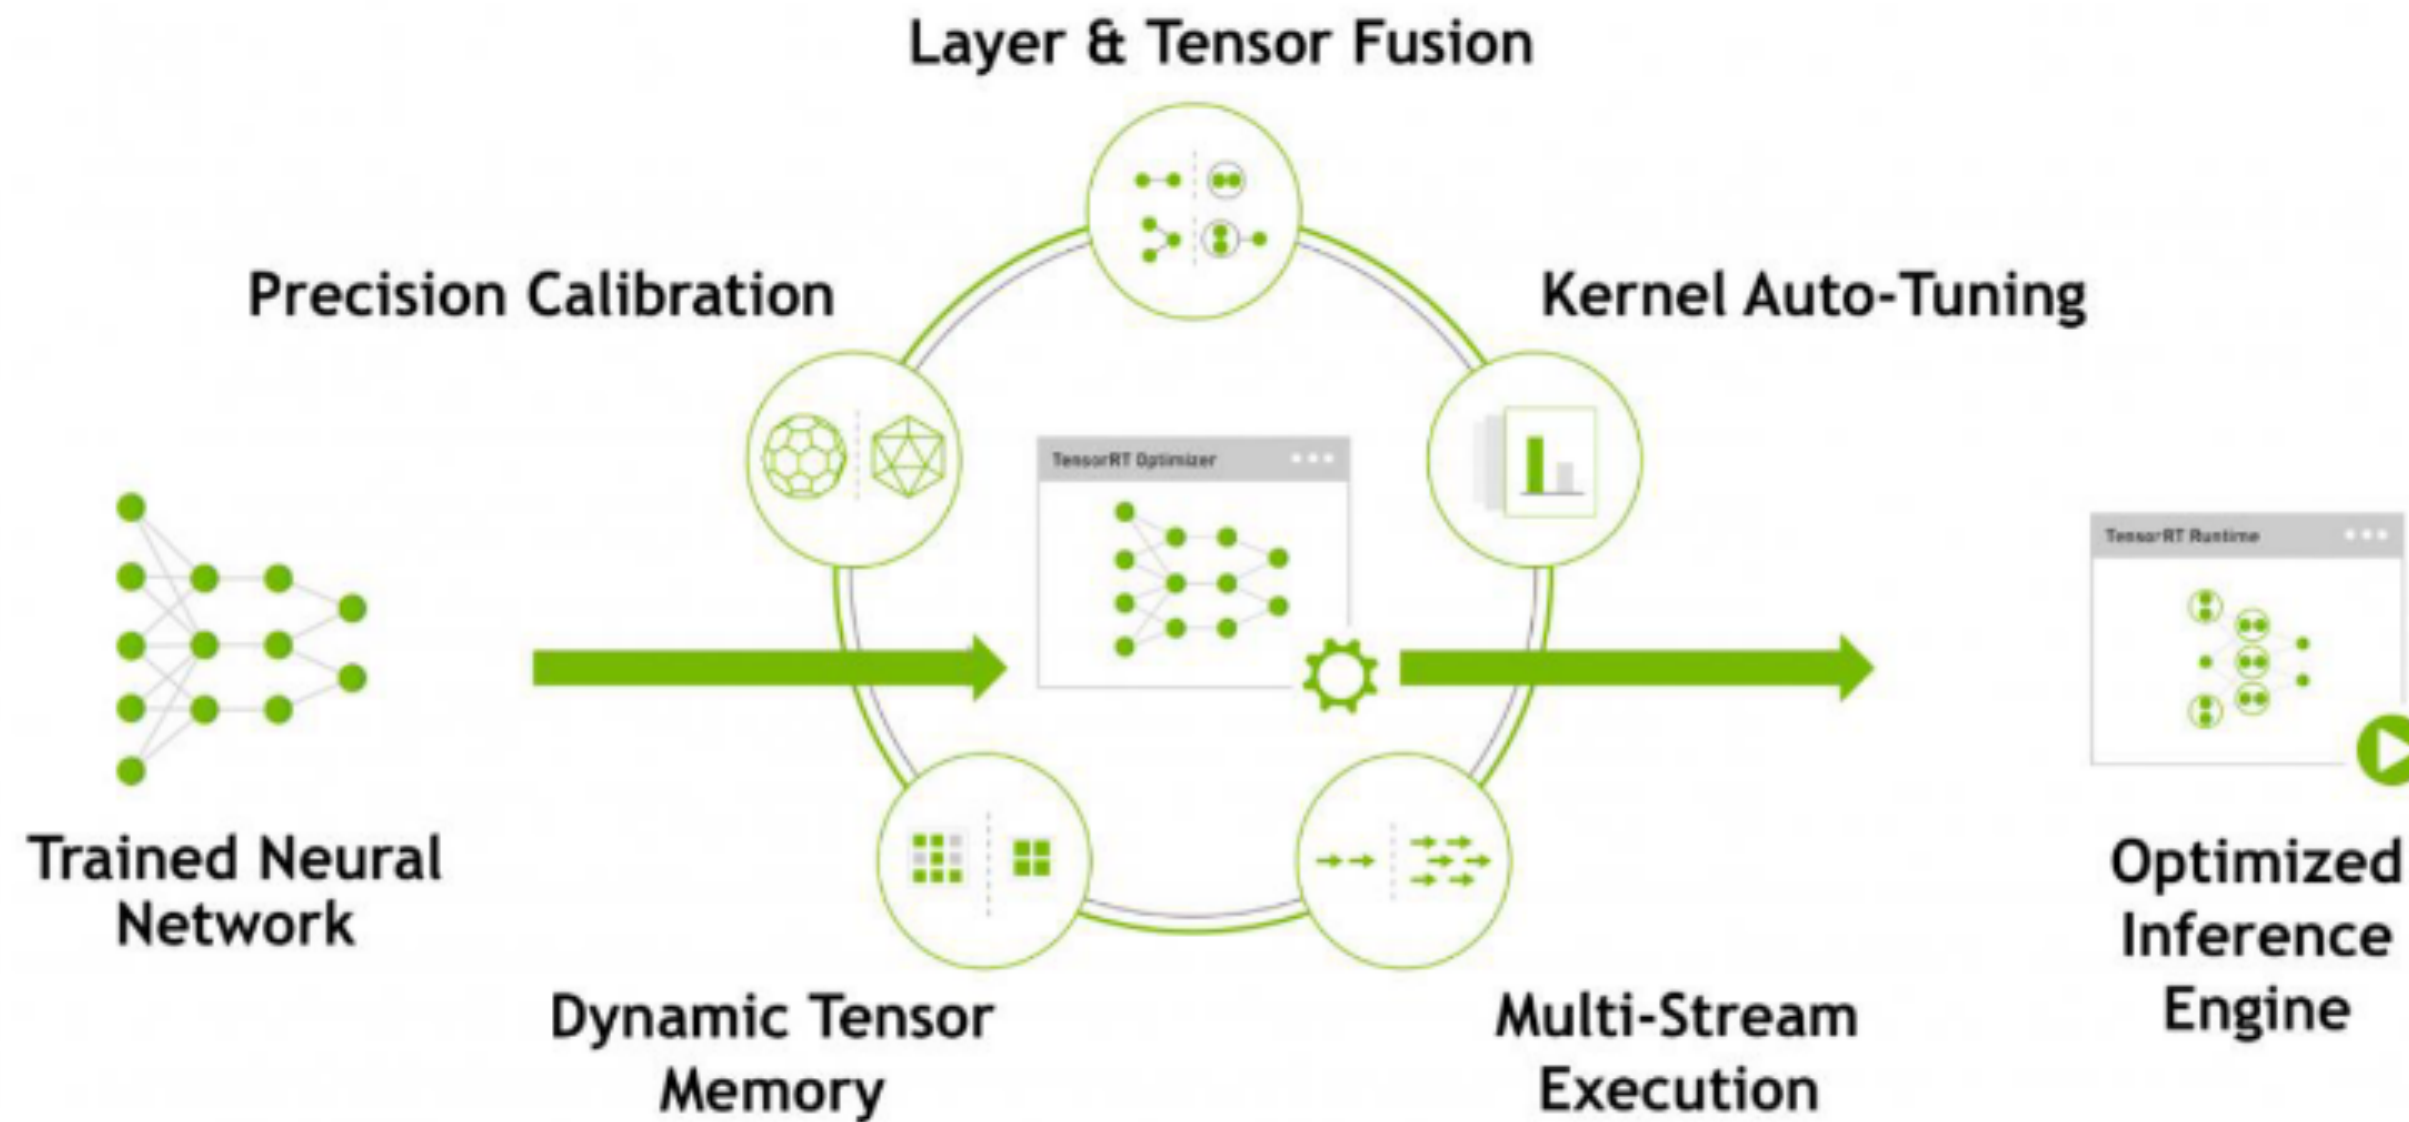 Layer & Tensor Fusion
Precision Calibration
Kernel Auto-Tuning
TensorRT Optimizer
TensorRT Runtime
Trained Neural
Network
Optimized
Inference
Engine
Dynamic Tensor
Memory
Multi-Stream
Execution